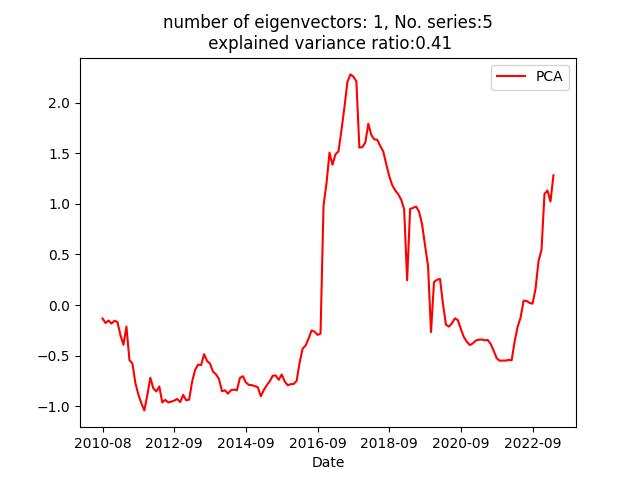 number of eigenvectors: 1, No. series:5
explained variance ratio:0.41
PCA
2.0
1.5
1.0
0.5
0.0
−0.5
−1.0
2010-08 2012-09 2014-09 2016-09 2018-09 2020-09 2022-09
Date